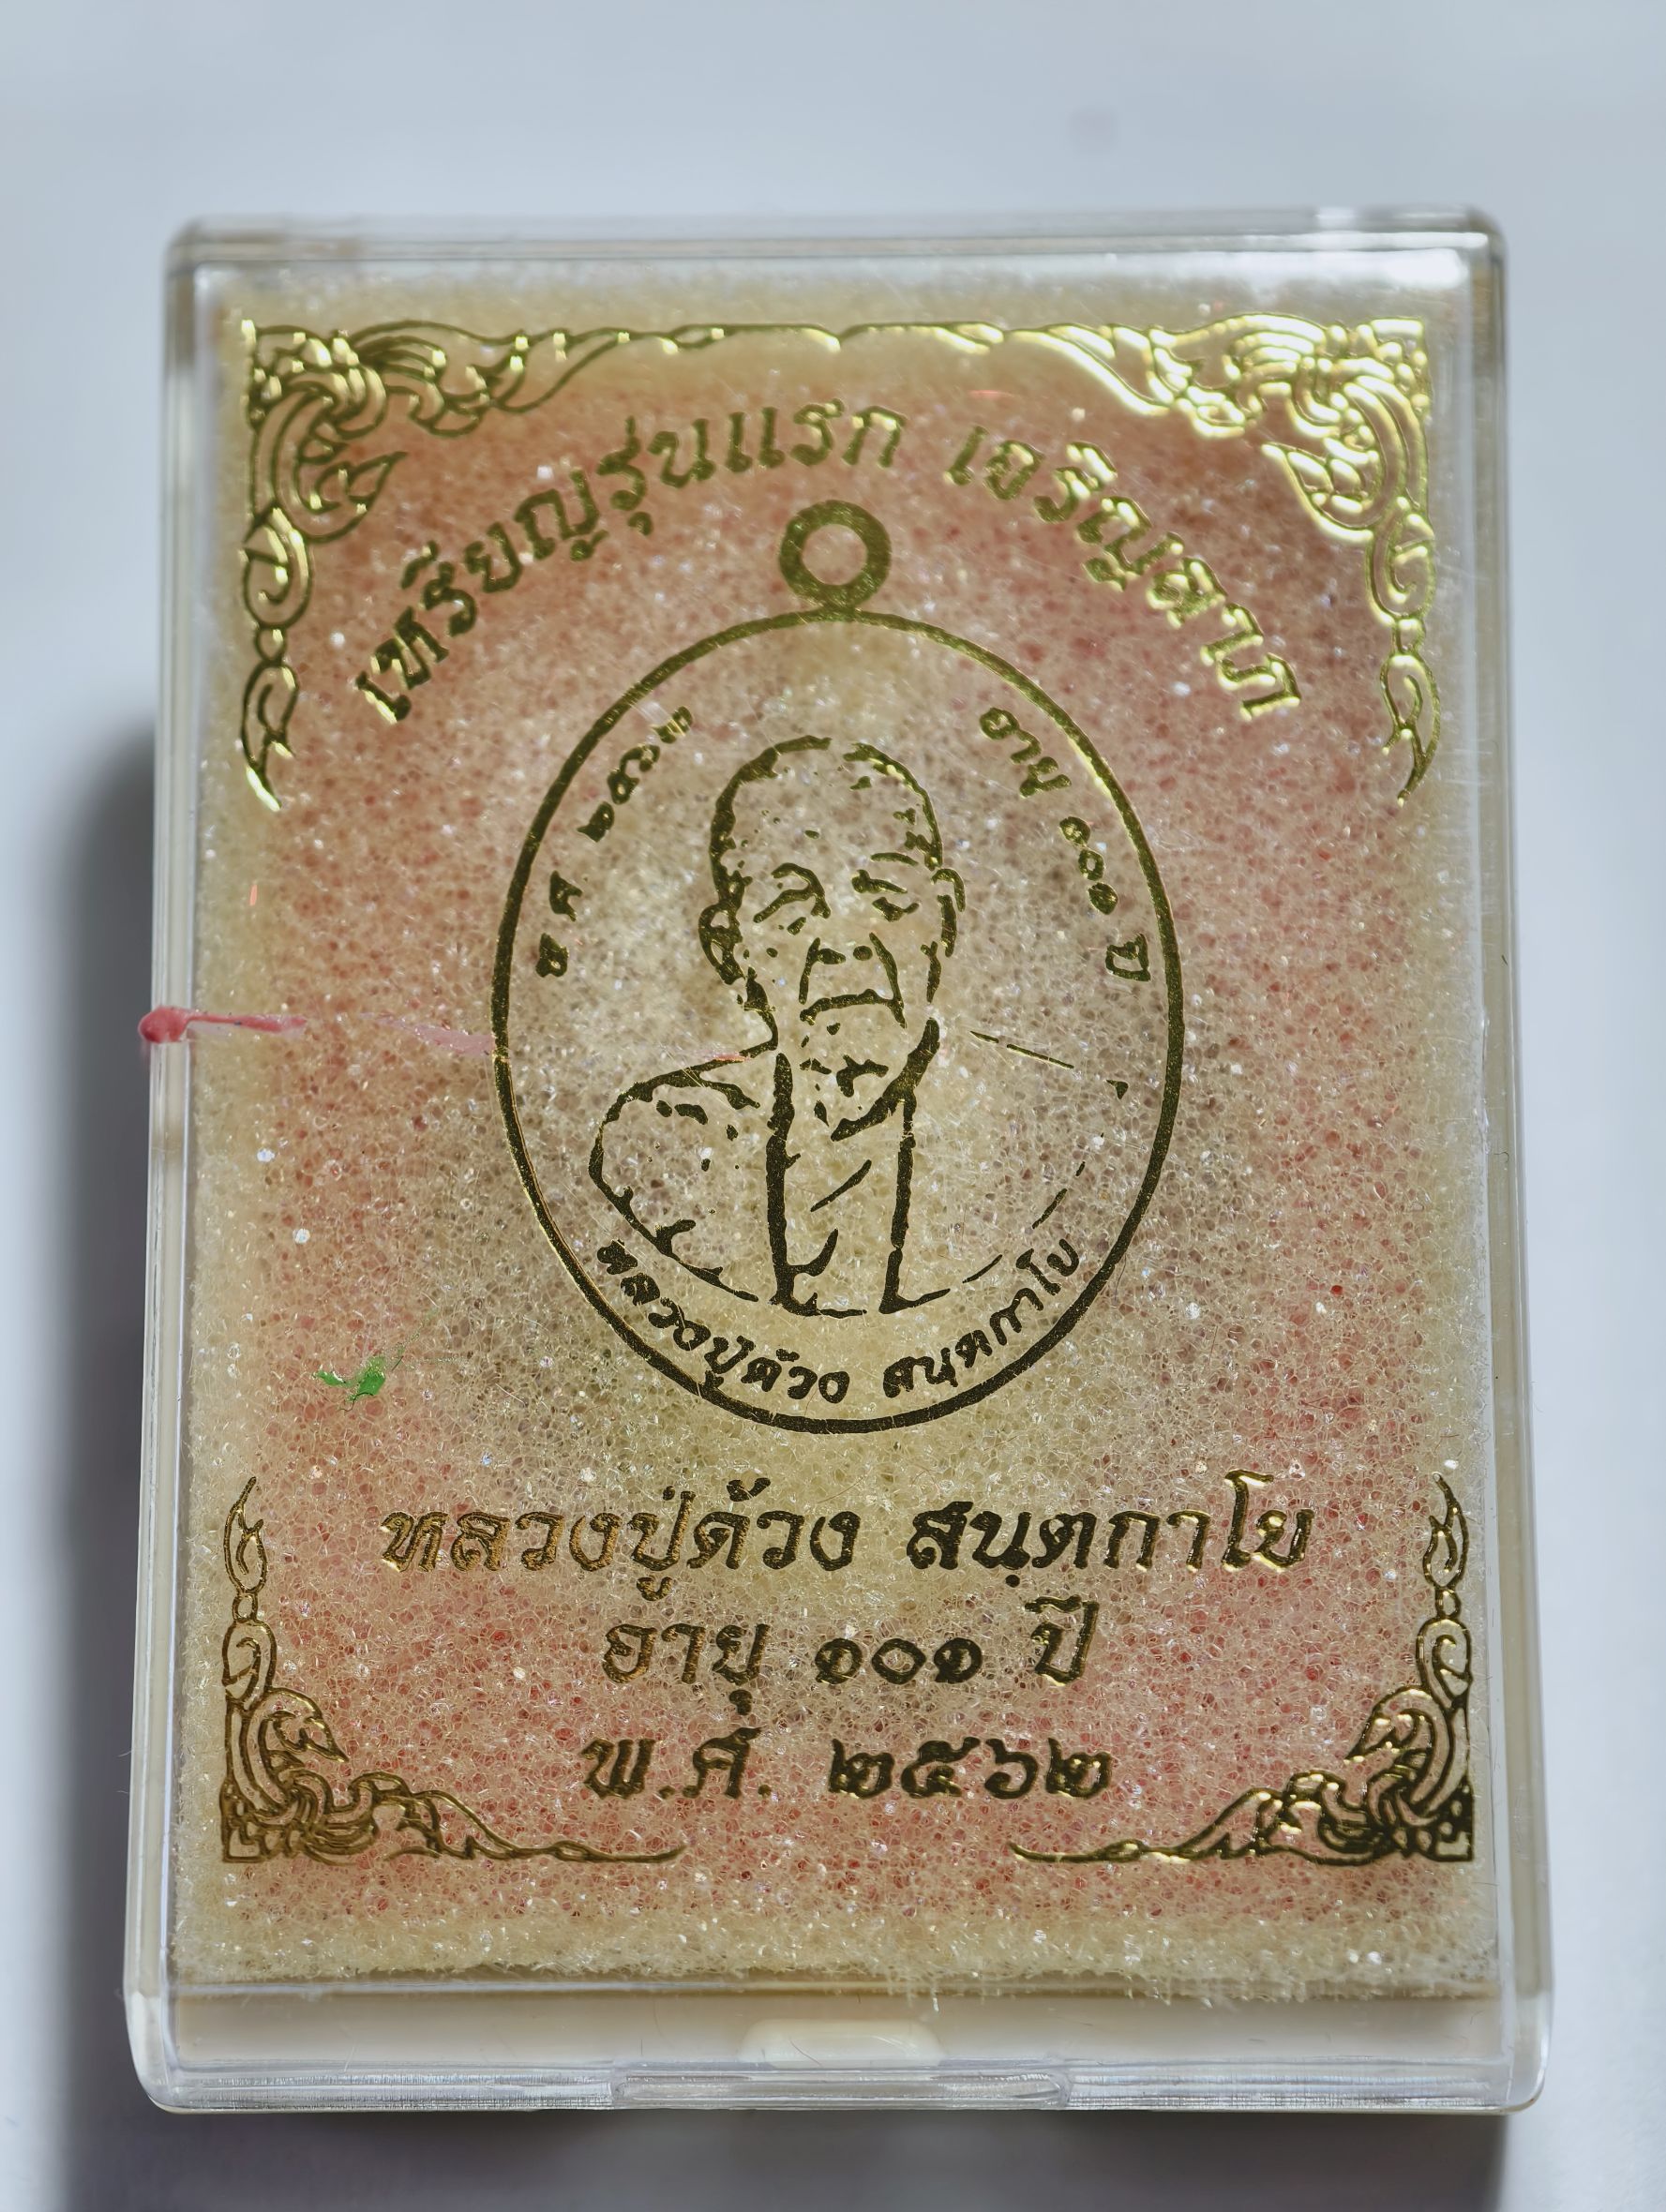 เหรียญรุ่นแรก เจริญลาภ
พ ศ ๒๕๖๒
อายุ ๑๐๑ ปี
หลวงปู่ด้วง สนฺตกาโย
หลวงปู่ด้วง สนฺตกาโย
อายุ ๑๐๑ ปี
พ.ศ. ๒๕๖๒